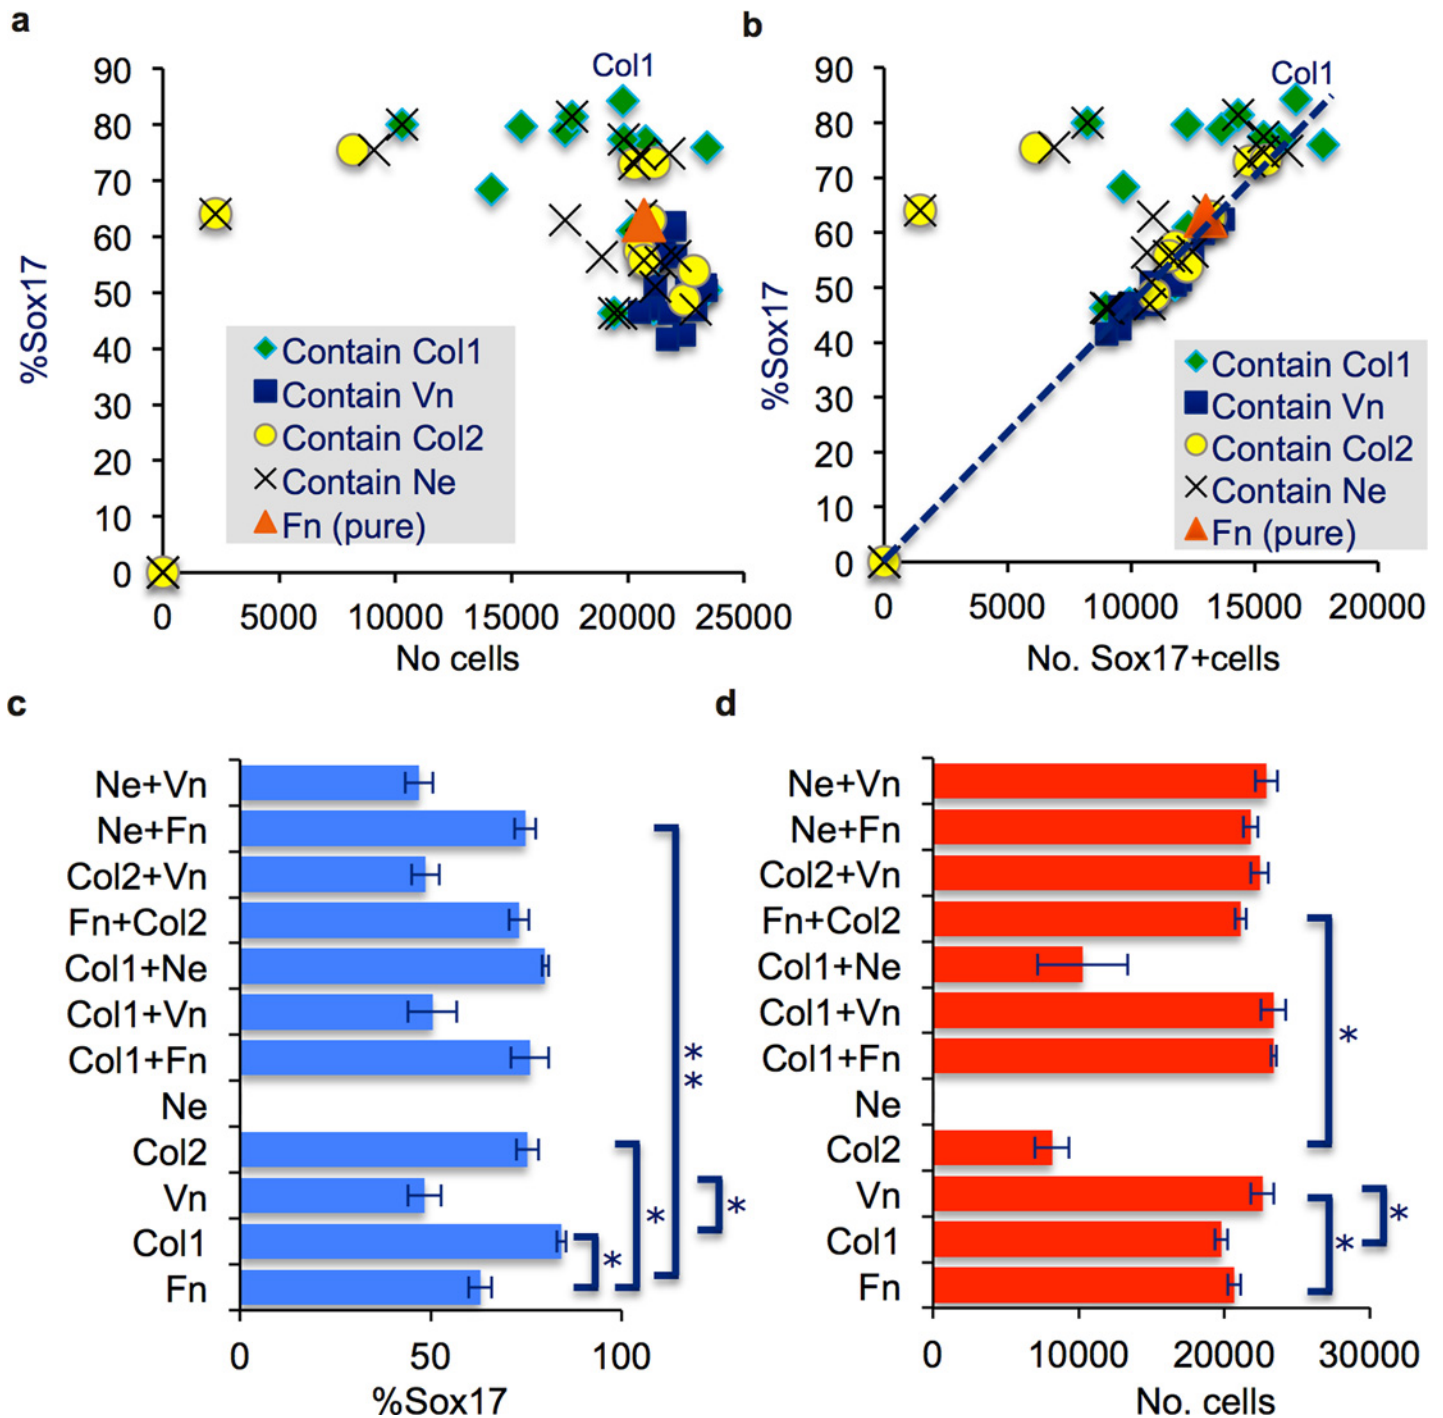 a
Col1
90
80
70
60
50
40
30
20
10
0
%Sox17
Contain Col1
Contain Vn
Contain Col2
Contain Ne
Fn (pure)
0 5000 10000 15000 20000 25000
No cells
b
Col1
90
80
70
60
50
40
30
20
10
0
%Sox17
Contain Col1
Contain Vn
Contain Col2
Contain Ne
Fn (pure)
0 5000 10000 15000 20000
No. Sox17+cells
c
Ne+Vn
Ne+Fn
Col2+Vn
Fn+Col2
Col1+Ne
Col1+Vn
Col1+Fn
Ne
Col2
Vn
Col1
Fn
*
*
*
*
*
0 50 100
%Sox17
d
Ne+Vn
Ne+Fn
Col2+Vn
Fn+Col2
Col1+Ne
Col1+Vn
Col1+Fn
Ne
Col2
Vn
Col1
Fn
*
*
*
0 10000 20000 30000
No. cells